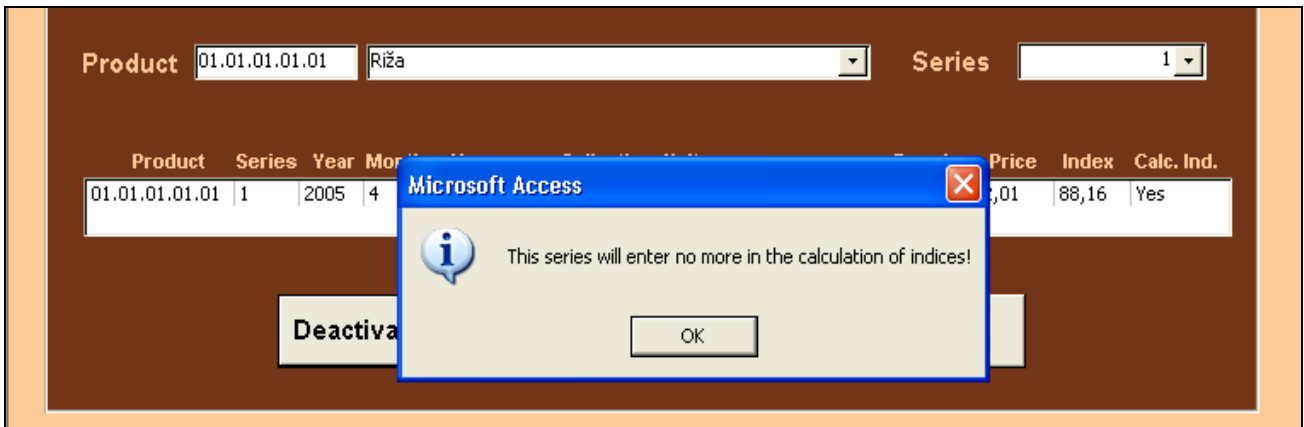 Product 01.01.01.01.01 Riža Series 1
Product Series Year Price Index Calc. Ind.
01.01.01.01.01 1 2005 4 ,01 88,16 Yes
Microsoft Access
This series will enter no more in the calculation of indices!
OK
Deactiva